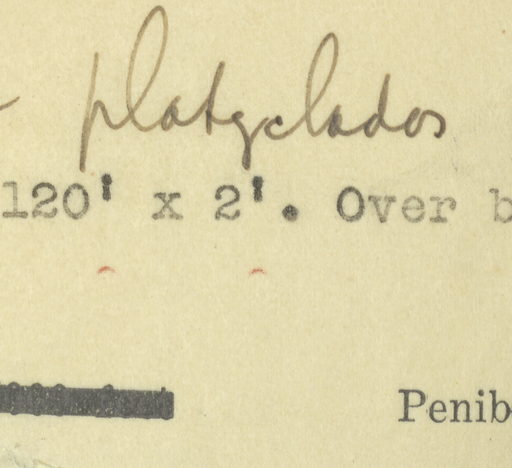 platyclados
120' x 2'. Over b
Penib